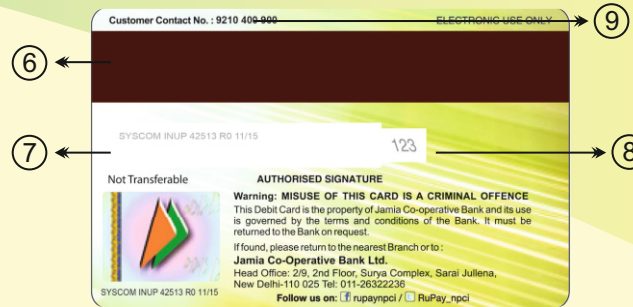 Customer Contact No. : 9210 400 900 ELECTRONIC USE ONLY
9
6
SYSCOM INUP 42513 R0 11/15
123
7
8
Not Transferable
AUTHORISED SIGNATURE
Warning: MISUSE OF THIS CARD IS A CRIMINAL OFFENCE
This Debit Card is the property of Jamia Co-operative Bank and its use
is governed by the terms and conditions of the Bank. It must be
returned to the Bank on request.
If found, please return to the nearest Branch or to :
Jamia Co-Operative Bank Ltd.
Head Office: 2/9, 2nd Floor, Surya Complex, Sarai Jullena,
New Delhi-110 025 Tel: 011-26322236
SYSCOM INUP 42513 R0 11/15
Follow us on: f rupaynpci / RuPay_npci